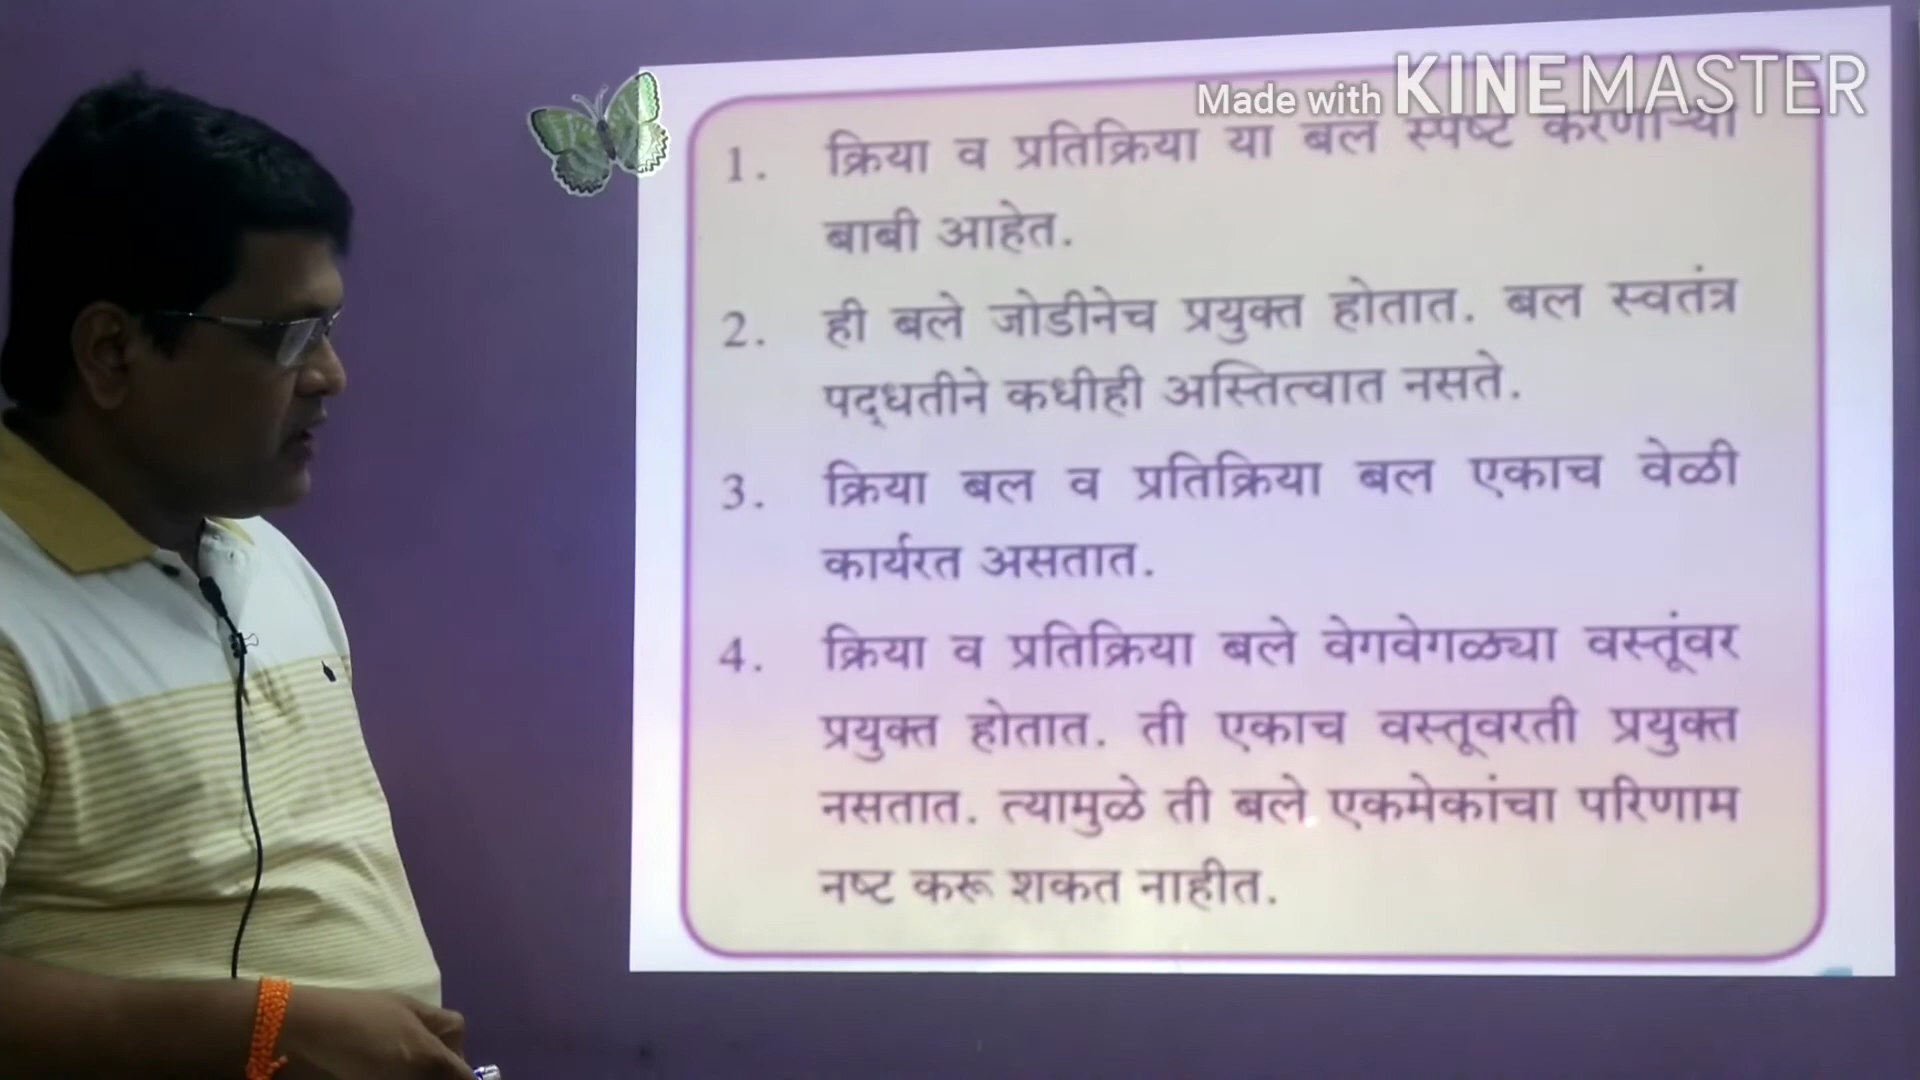 Made with KINEMASTER
1. क्रिया व प्रतिक्रिया या बल स्पष्ट करणाऱ्या
बाबी आहेत.
2. ही बले जोडीनेच प्रयुक्त होतात. बल स्वतंत्र
पद्धतीने कधीही अस्तित्वात नसते.
3. क्रिया बल व प्रतिक्रिया बल एकाच वेळी
कार्यरत असतात.
4. क्रिया व प्रतिक्रिया बले वेगवेगळ्या वस्तूंवर
प्रयुक्त होतात. ती एकाच वस्तूवरती प्रयुक्त
नसतात. त्यामुळे ती बले एकमेकांचा परिणाम
नष्ट करू शकत नाहीत.